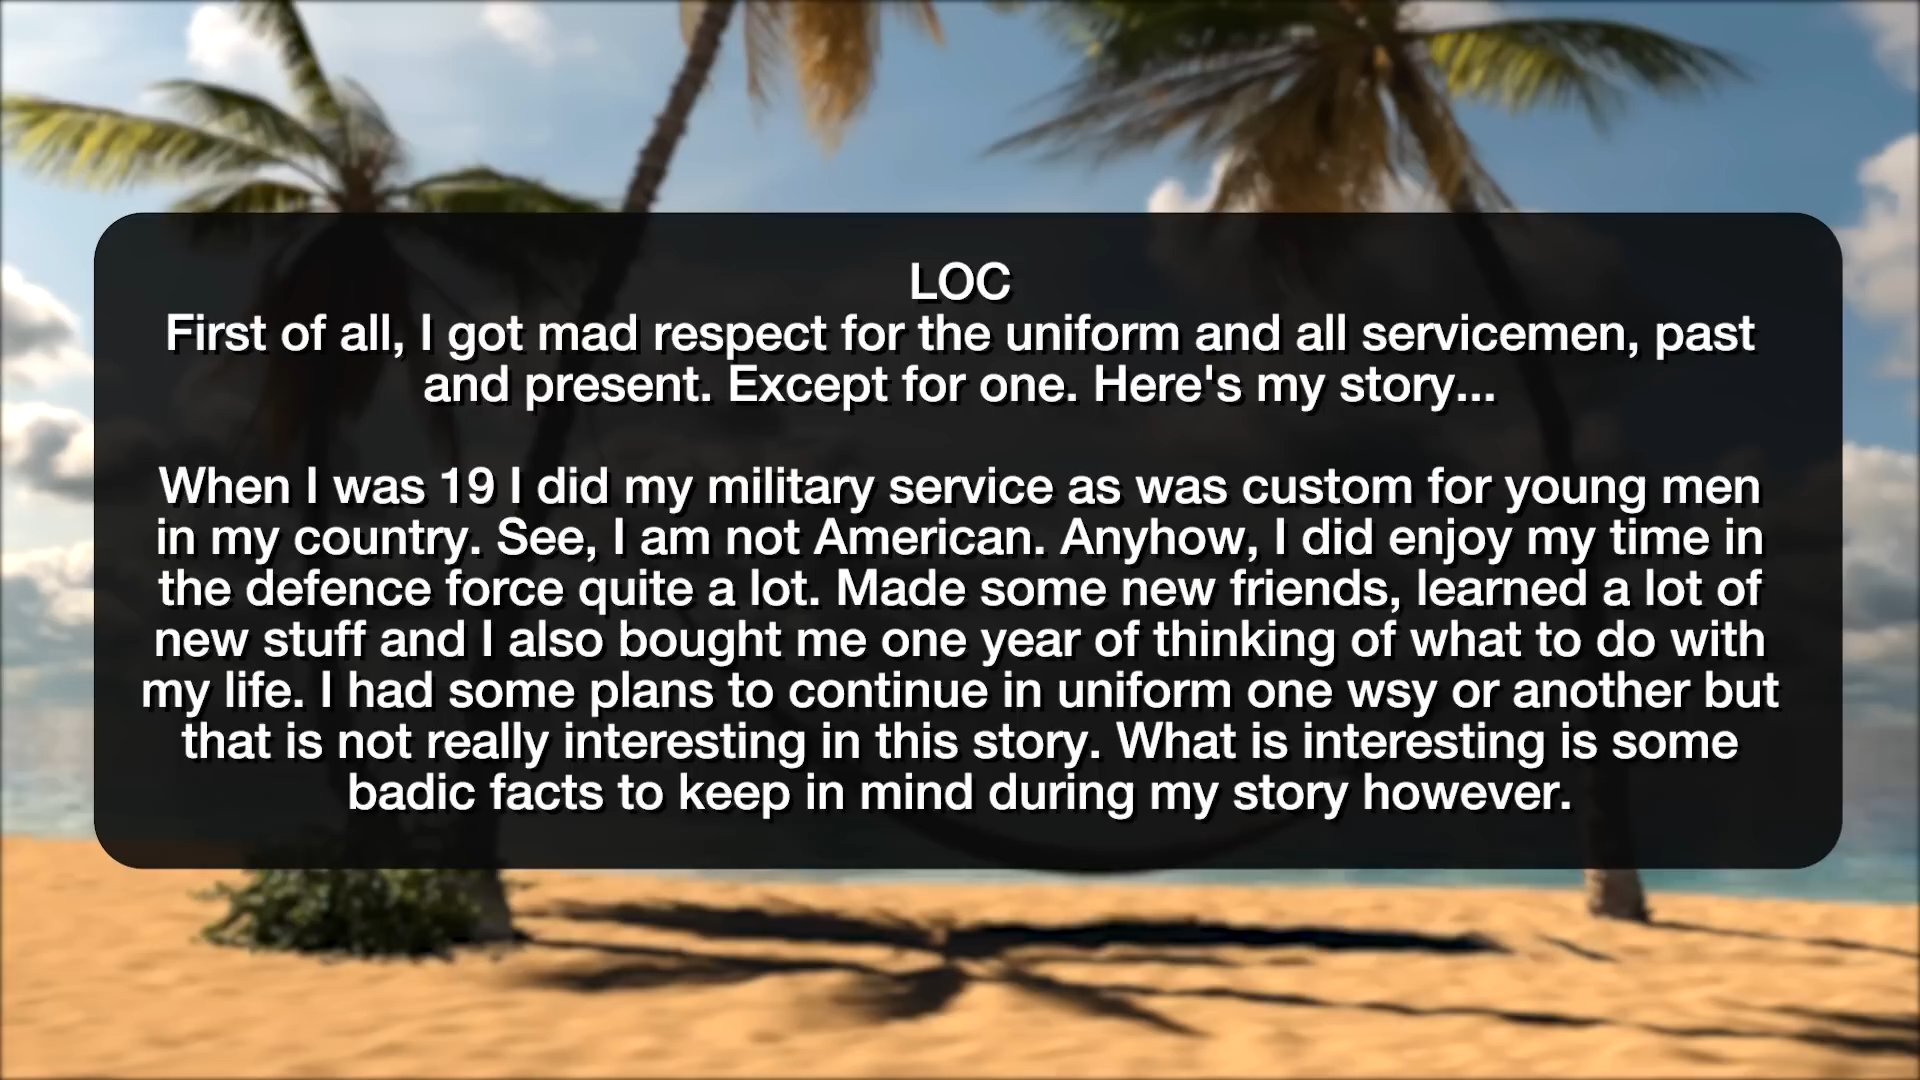 LOC
First of all, I got mad respect for the uniform and all servicemen, past
and present. Except for one. Here's my story...
When I was 19 I did my military service as was custom for young men
in my country. See, I am not American. Anyhow, I did enjoy my time in
the defence force quite a lot. Made some new friends, learned a lot of
new stuff and I also bought me one year of thinking of what to do with
my life. I had some plans to continue in uniform one wsy or another but
that is not really interesting in this story. What is interesting is some
badic facts to keep in mind during my story however.